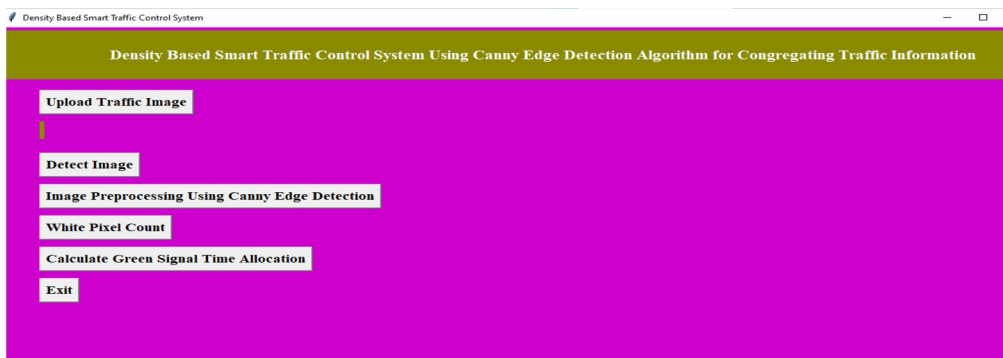 Density Based Smart Traffic Control System
Density Based Smart Traffic Control System Using Canny Edge Detection Algorithm for Congregating Traffic Information
Upload Traffic Image
Detect Image
Image Preprocessing Using Canny Edge Detection
White Pixel Count
Calculate Green Signal Time Allocation
Exit